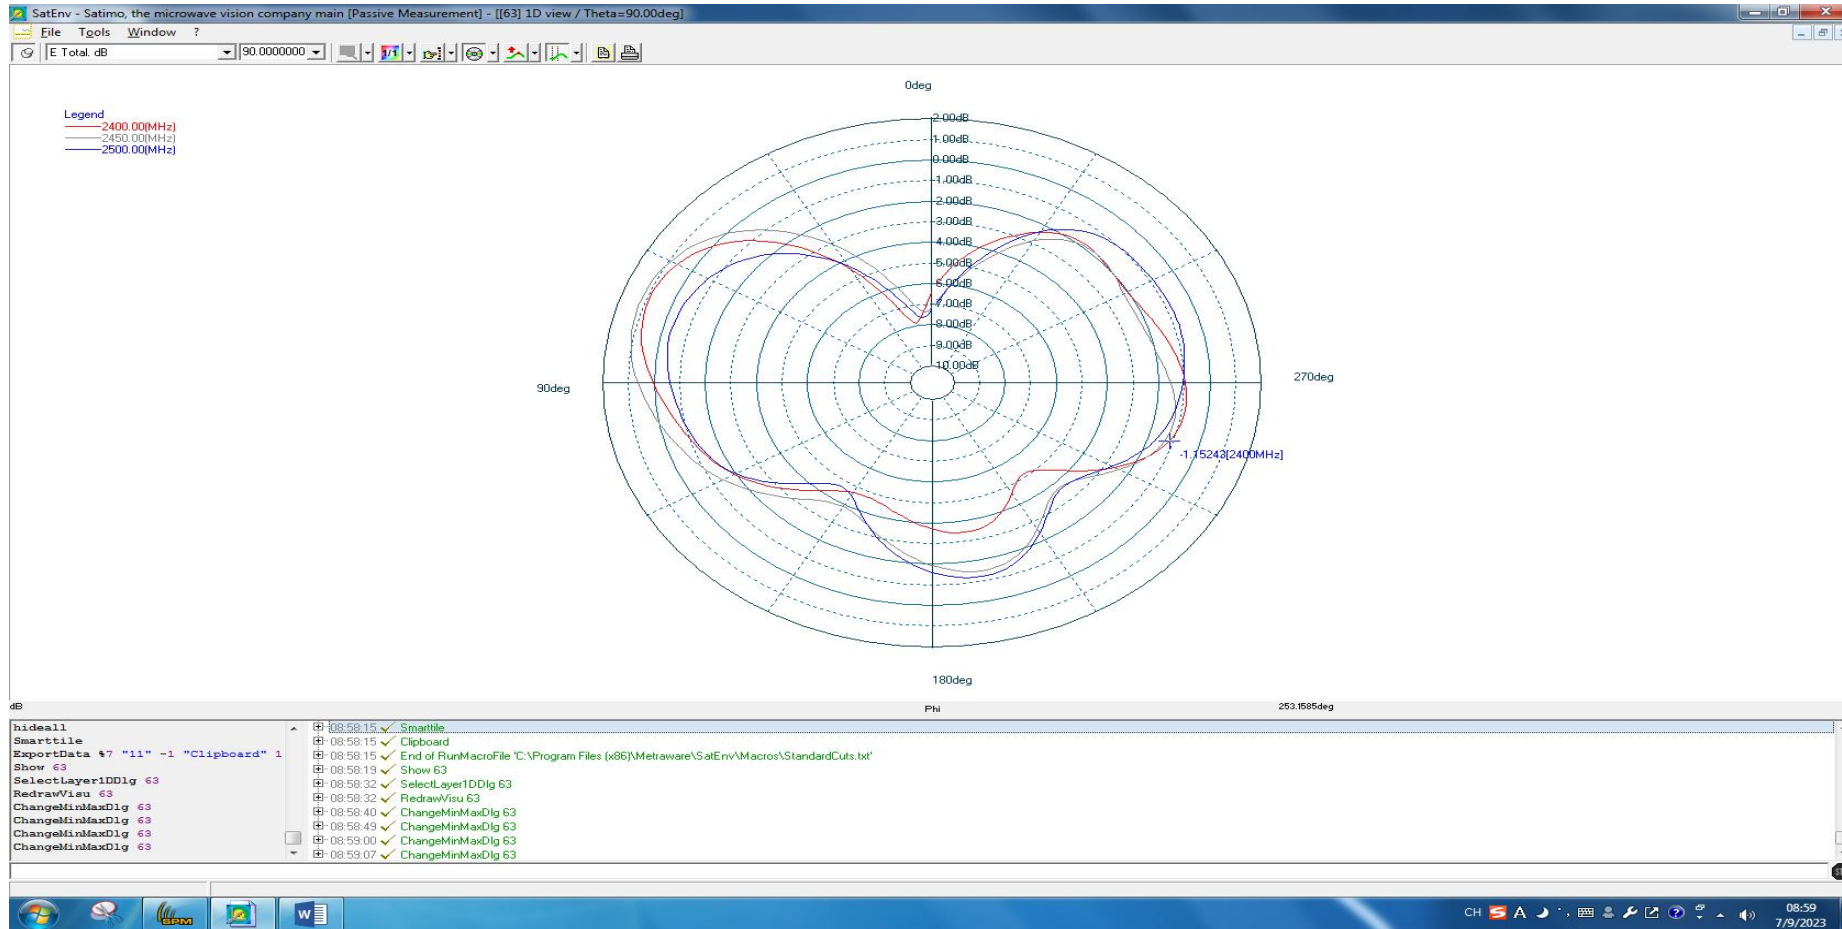 SatEnv - Satimo, the microwave vision company main [Passive Measurement] - [[63] 1D view / Theta=90.00deg]
File Tools Window ?
E Total. dB 90.0000000
1/1
0deg
Legend
2400.00(MHz)
2450.00(MHz)
2500.00(MHz)
2.00dB
1.00dB
0.00dB
-1.00dB
-2.00dB
-3.00dB
-4.00dB
-5.00dB
-6.00dB
-7.00dB
-8.00dB
-9.00dB
-10.00dB
90deg
270deg
-1.15243[2400MHz]
180deg
dB Phi 253.1585deg
hideall
Smarttile
ExportData %7 "11" -1 "Clipboard" 1
Show 63
SelectLayer1DDlg 63
RedrawVisu 63
ChangeMinMaxDlg 63
ChangeMinMaxDlg 63
ChangeMinMaxDlg 63
ChangeMinMaxDlg 63
08:58:15 Smarttile
08:58:15 Clipboard
08:58:15 End of RunMacroFile 'C:\Program Files (x86)\Metraware\SatEnv\Macros\StandardCuts.txt'
08:58:19 Show 63
08:58:32 SelectLayer1DDlg 63
08:58:32 RedrawVisu 63
08:58:40 ChangeMinMaxDlg 63
08:58:49 ChangeMinMaxDlg 63
08:59:00 ChangeMinMaxDlg 63
08:59:07 ChangeMinMaxDlg 63
SPM
W
CH S A
08:59
7/9/2023